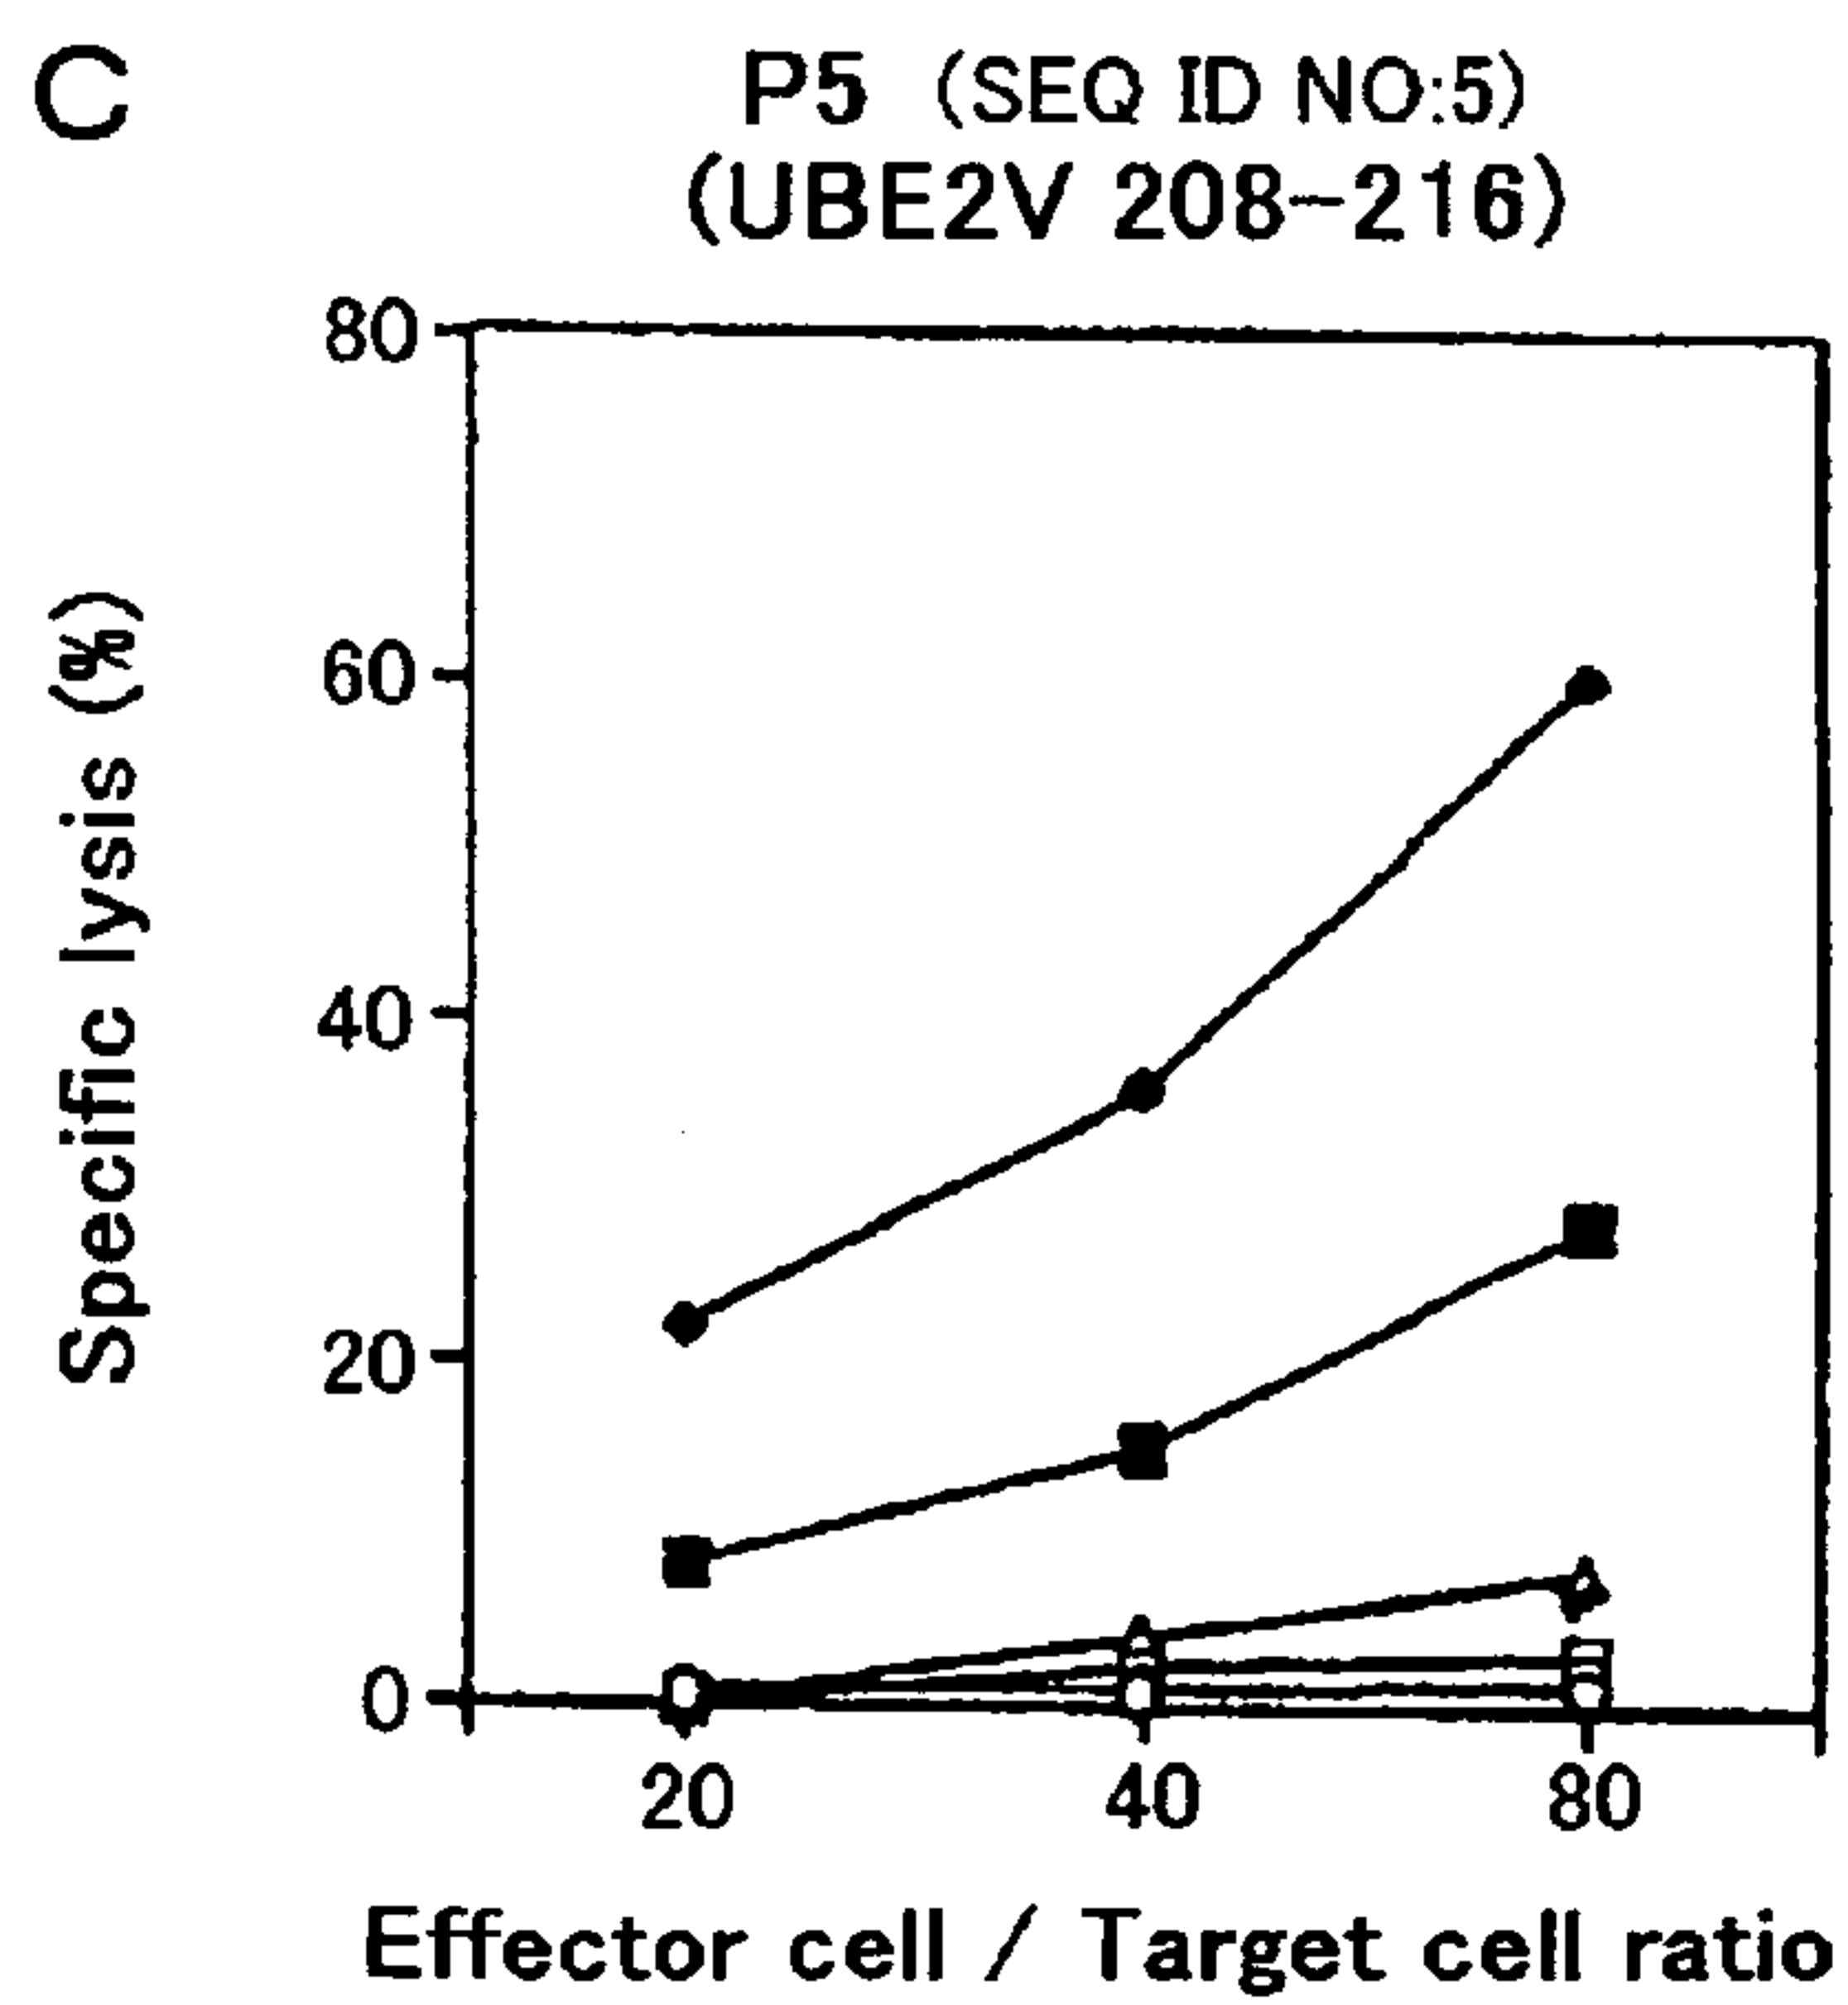 C
P5 (SEQ ID NO:5)
(UBE2V 208-216)
80
60
40
20
0
Specific lysis (%)
20 40 80
Effector cell / Target cell ratio